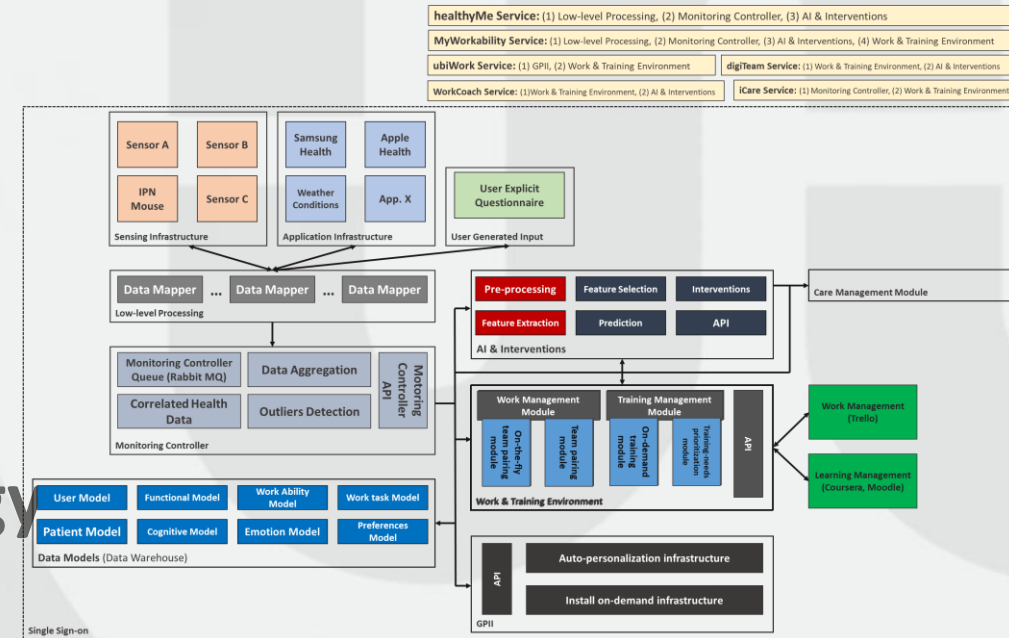 healthyMe Service: (1) Low-level Processing, (2) Monitoring Controller, (3) AI & Interventions
MyWorkability Service: (1) Low-level Processing, (2) Monitoring Controller, (3) AI & Interventions, (4) Work & Training Environment
ubiWork Service: (1) GPII, (2) Work & Training Environment
digiTeam Service: (1) Work & Training Environment, (2) AI & Interventions
WorkCoach Service: (1)Work & Training Environment, (2) AI & Interventions
iCare Service: (1) Monitoring Controller, (2) Work & Training Environment
Sensor A
Sensor B
IPN
Mouse
Sensor C
Sensing Infrastructure
Samsung
Health
Apple
Health
Weather
Conditions
App. X
Application Infrastructure
User Explicit
Questionnaire
User Generated Input
Data Mapper
...
Data Mapper
...
Data Mapper
Low-level Processing
Pre-processing
Feature Selection
Interventions
Feature Extraction
Prediction
API
AI & Interventions
Care Management Module
Monitoring Controller
Queue (Rabbit MQ)
Data Aggregation
Correlated Health
Data
Outliers Detection
Motoring
Controller
API
Monitoring Controller
Work Management
Module
Training Management
Module
On-the-fly
team pairing
module
Team pairing
module
On-demand
training
module
Training-needs
prioritization
module
API
Work & Training Environment
Work Management
(Trello)
Learning Management
(Coursera, Moodle)
User Model
Functional Model
Work Ability
Model
Work task Model
Patient Model
Cognitive Model
Emotion Model
Preferences
Model
Data Models (Data Warehouse)
gy
API
Auto-personalization infrastructure
Install on-demand infrastructure
GPII
Single Sign-on